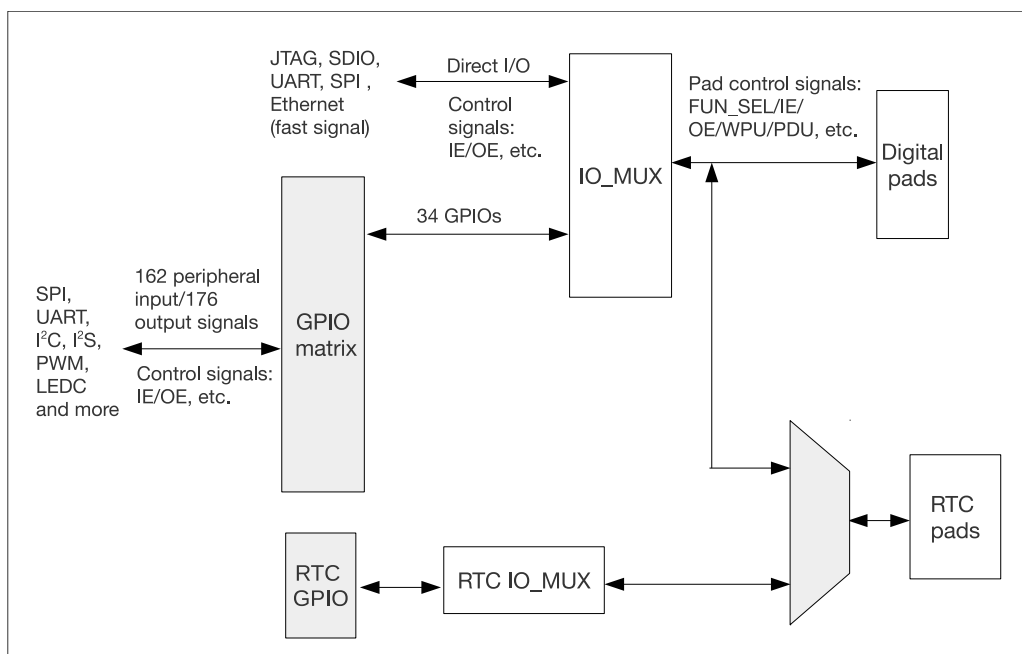 JTAG, SDIO,
UART, SPI ,
Ethernet
(fast signal)
Direct I/O
Control
signals:
IE/OE, etc.
Pad control signals:
FUN_SEL/IE/
OE/WPU/PDU, etc.
IO_MUX
Digital
pads
34 GPIOs
SPI,
UART,
I²C, I²S,
PWM,
LEDC
and more
162 peripheral
input/176
output signals
Control signals:
IE/OE, etc.
GPIO
matrix
RTC
GPIO
RTC IO_MUX
RTC
pads